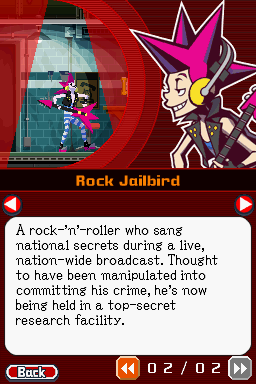 Rock Jailbird
A rock-'n'-roller who sang
national secrets during a live,
nation-wide broadcast. Thought
to have been manipulated into
committing his crime, he's now
being held in a top-secret
research facility.
Back
02/02